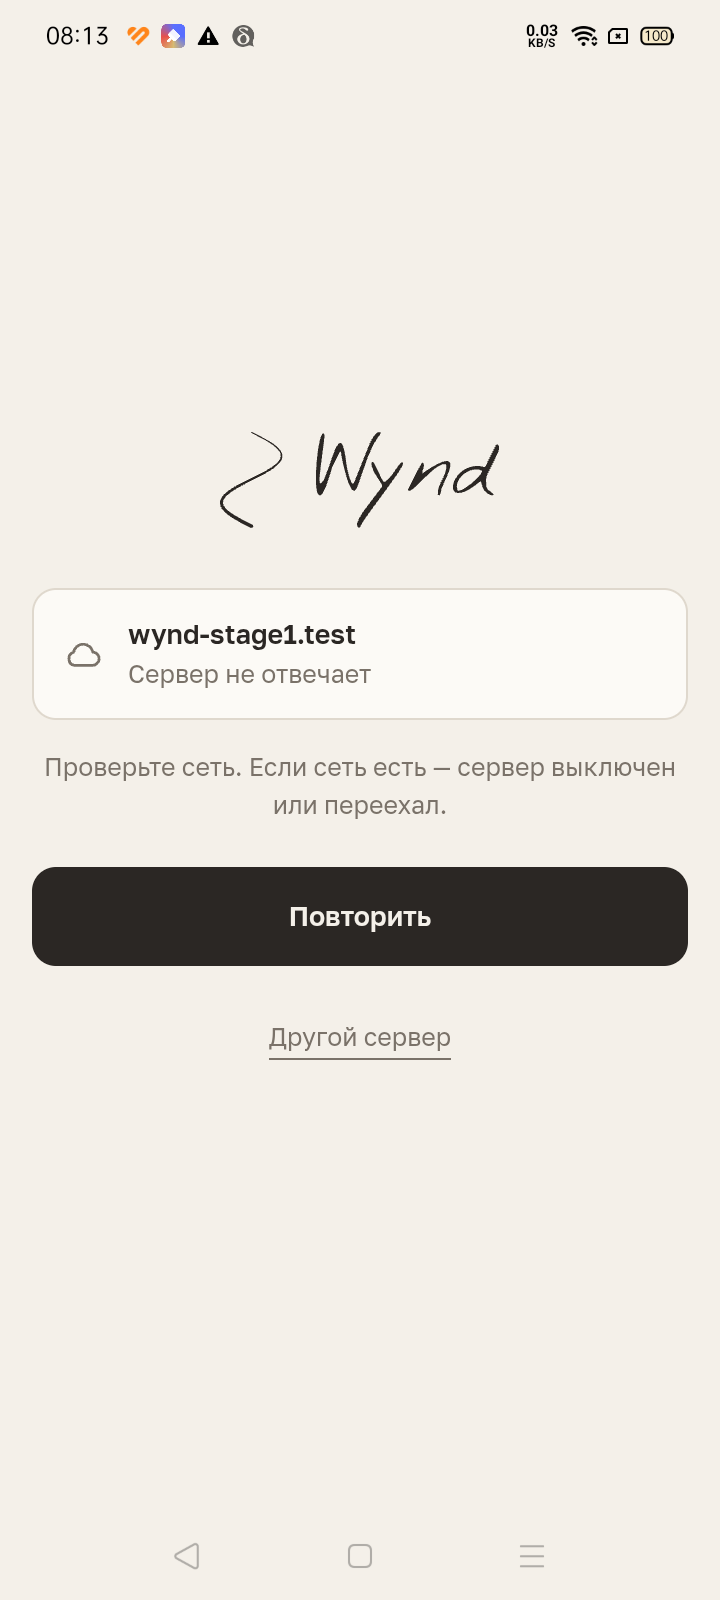 08:13
0.03
KB/S
100
Wynd
wynd-stage1.test
Сервер не отвечает
Проверьте сеть. Если сеть есть — сервер выключен
или переехал.
Повторить
Другой сервер